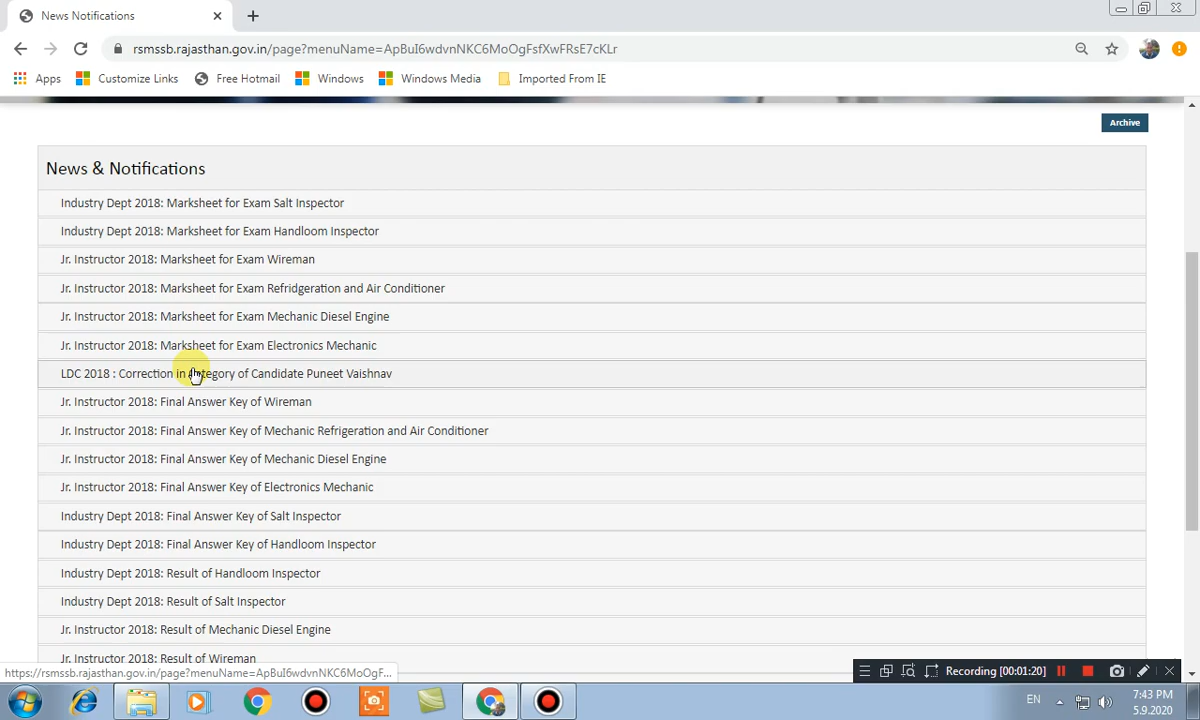 News Notifications
rsmssb.rajasthan.gov.in/page?menuName=ApBuI6wdvnNKC6MoOgFsfXwFRsE7cKLr
Apps Customize Links Free Hotmail Windows Windows Media Imported From IE
Archive
News & Notifications
Industry Dept 2018: Marksheet for Exam Salt Inspector
Industry Dept 2018: Marksheet for Exam Handloom Inspector
Jr. Instructor 2018: Marksheet for Exam Wireman
Jr. Instructor 2018: Marksheet for Exam Refridgeration and Air Conditioner
Jr. Instructor 2018: Marksheet for Exam Mechanic Diesel Engine
Jr. Instructor 2018: Marksheet for Exam Electronics Mechanic
LDC 2018 : Correction in category of Candidate Puneet Vaishnav
Jr. Instructor 2018: Final Answer Key of Wireman
Jr. Instructor 2018: Final Answer Key of Mechanic Refrigeration and Air Conditioner
Jr. Instructor 2018: Final Answer Key of Mechanic Diesel Engine
Jr. Instructor 2018: Final Answer Key of Electronics Mechanic
Industry Dept 2018: Final Answer Key of Salt Inspector
Industry Dept 2018: Final Answer Key of Handloom Inspector
Industry Dept 2018: Result of Handloom Inspector
Industry Dept 2018: Result of Salt Inspector
Jr. Instructor 2018: Result of Mechanic Diesel Engine
Jr. Instructor 2018: Result of Wireman
https://rsmssb.rajasthan.gov.in/page?menuName=ApBuI6wdvnNKC6MoOgF...
Recording [00:01:20]
EN
7:43 PM
5.9.2020